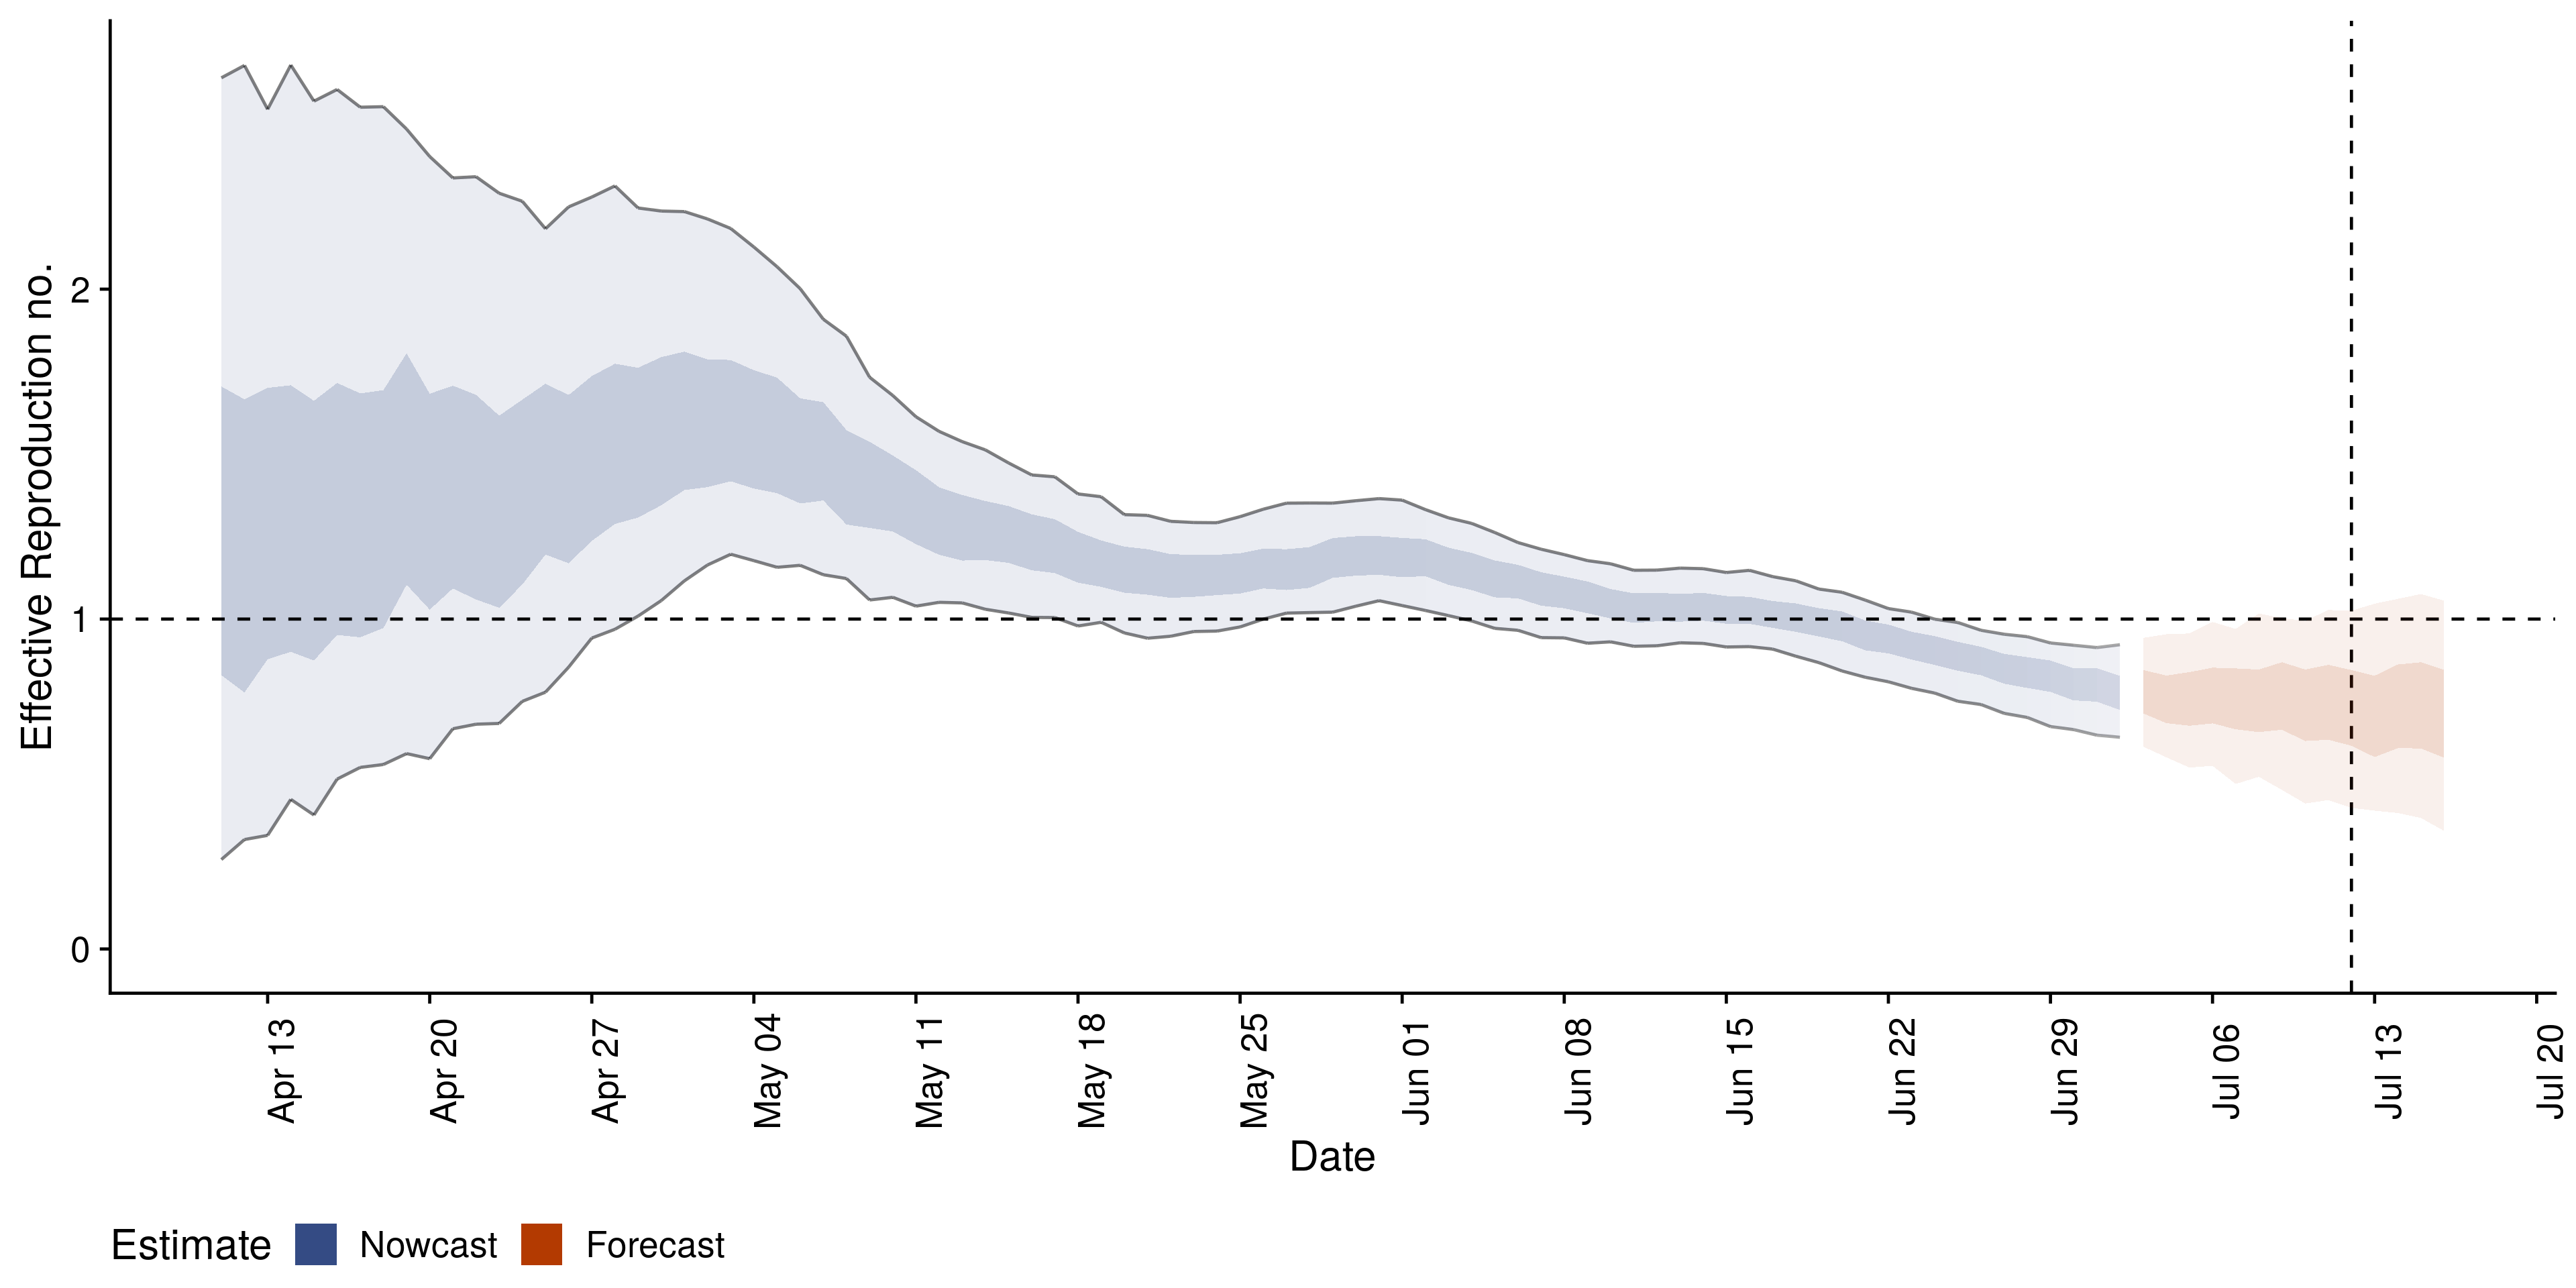 Effective Reproduction no.
2
1
0
Apr 13
Apr 20
Apr 27
May 04
May 11
May 18
May 25
Jun 01
Jun 08
Jun 15
Jun 22
Jun 29
Jul 06
Jul 13
Jul 20
Date
Estimate Nowcast Forecast